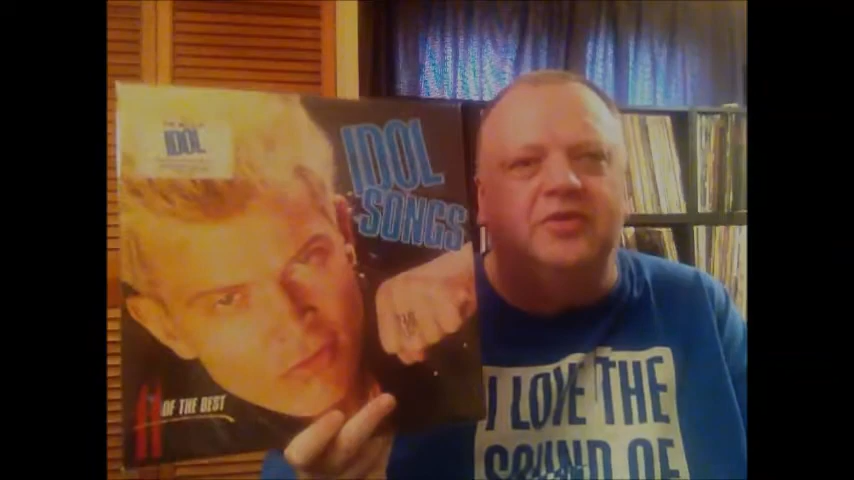 IDOL
IDOL
SONGS
11 OF THE BEST
I LOVE THE
SOUND OF